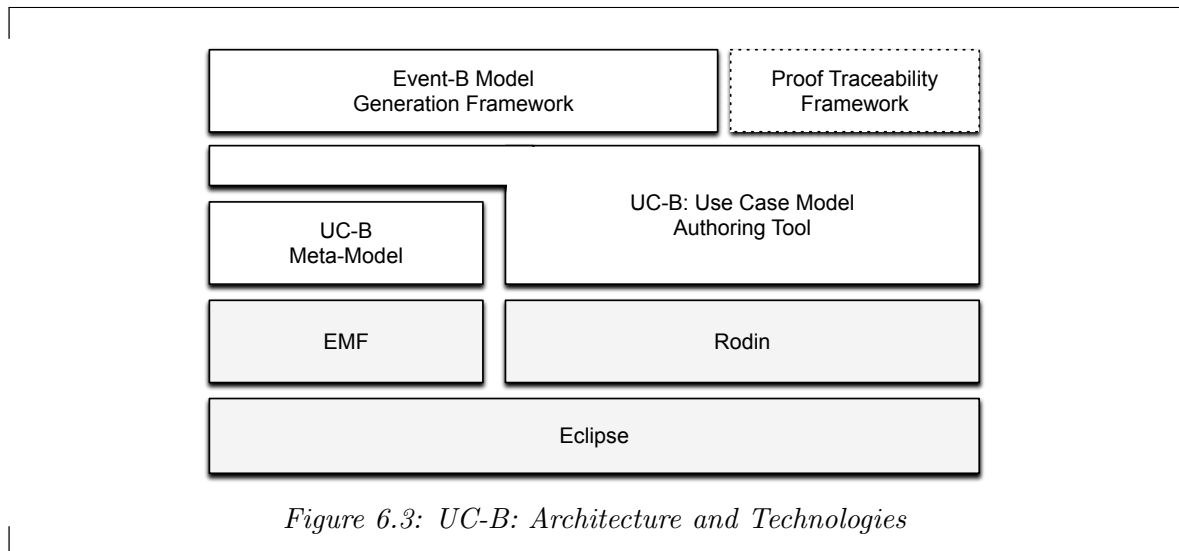 Event-B Model
Generation Framework
Proof Traceability
Framework
UC-B: Use Case Model
Authoring Tool
UC-B
Meta-Model
EMF
Rodin
Eclipse
Figure 6.3: UC-B: Architecture and Technologies